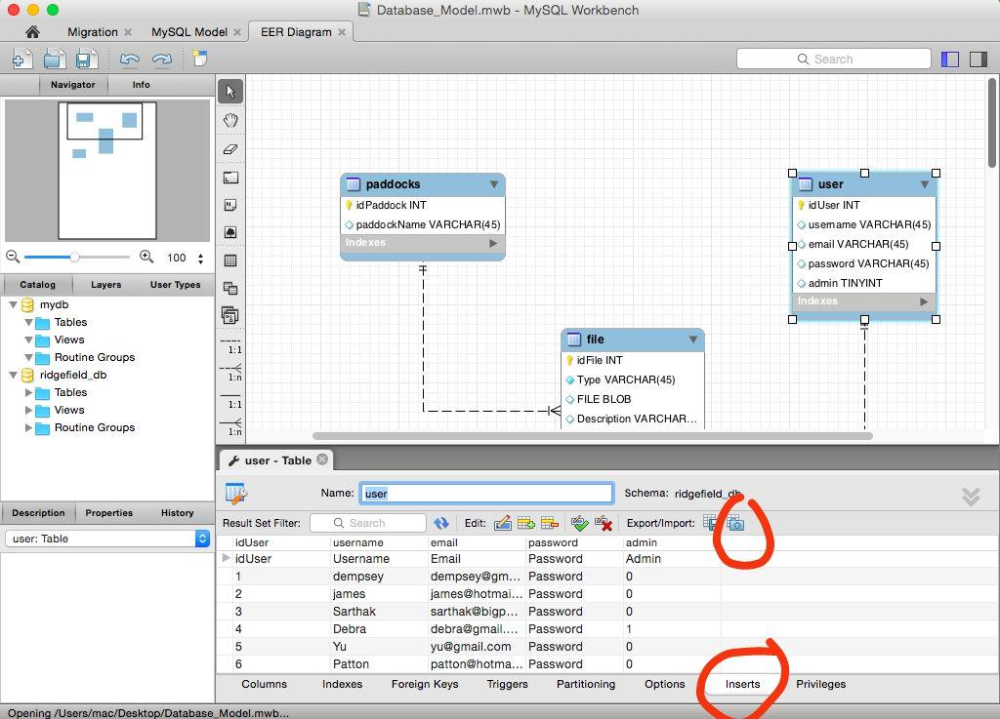 Database_Model.mwb - MySQL Workbench
Migration MySQL Model EER Diagram
Search
Navigator Info
100
Catalog Layers User Types
mydb
Tables
Views
Routine Groups
ridgefield_db
Tables
Views
Routine Groups
Description Properties History
user: Table
1:1
1:n
1:1
1:n
paddocks
idPaddock INT
paddockName VARCHAR(45)
Indexes
user
idUser INT
username VARCHAR(45)
email VARCHAR(45)
password VARCHAR(45)
admin TINYINT
Indexes
file
idFile INT
Type VARCHAR(45)
FILE BLOB
Description VARCHAR...
user - Table
Name: user Schema: ridgefield_db
Result Set Filter: Search Edit: Export/Import:
idUser username email password admin
idUser Username Email Password Admin
1 dempsey dempsey@gm... Password 0
2 james james@hotmai... Password 0
3 Sarthak sarthak@bigp... Password 0
4 Debra debra@gmail.... Password 1
5 Yu yu@gmail.com Password 0
6 Patton patton@hotma... Password 0
Columns Indexes Foreign Keys Triggers Partitioning Options Inserts Privileges
Opening /Users/mac/Desktop/Database_Model.mwb...